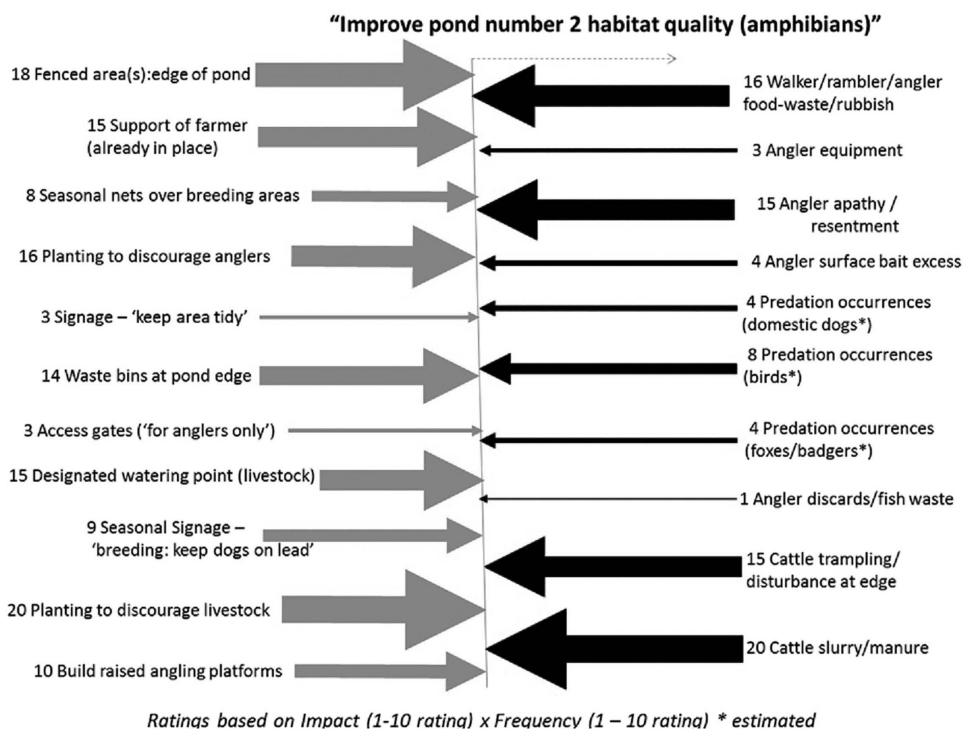 “Improve pond number 2 habitat quality (amphibians)”
18 Fenced area(s):edge of pond
15 Support of farmer
(already in place)
8 Seasonal nets over breeding areas
16 Planting to discourage anglers
3 Signage – ‘keep area tidy’
14 Waste bins at pond edge
3 Access gates (‘for anglers only’)
15 Designated watering point (livestock)
9 Seasonal Signage –
‘breeding: keep dogs on lead’
20 Planting to discourage livestock
10 Build raised angling platforms
16 Walker/rambler/angler
food-waste/rubbish
3 Angler equipment
15 Angler apathy /
resentment
4 Angler surface bait excess
4 Predation occurrences
(domestic dogs*)
8 Predation occurrences
(birds*)
4 Predation occurrences
(foxes/badgers*)
1 Angler discards/fish waste
15 Cattle trampling/
disturbance at edge
20 Cattle slurry/manure
Ratings based on Impact (1-10 rating) x Frequency (1 – 10 rating) * estimated